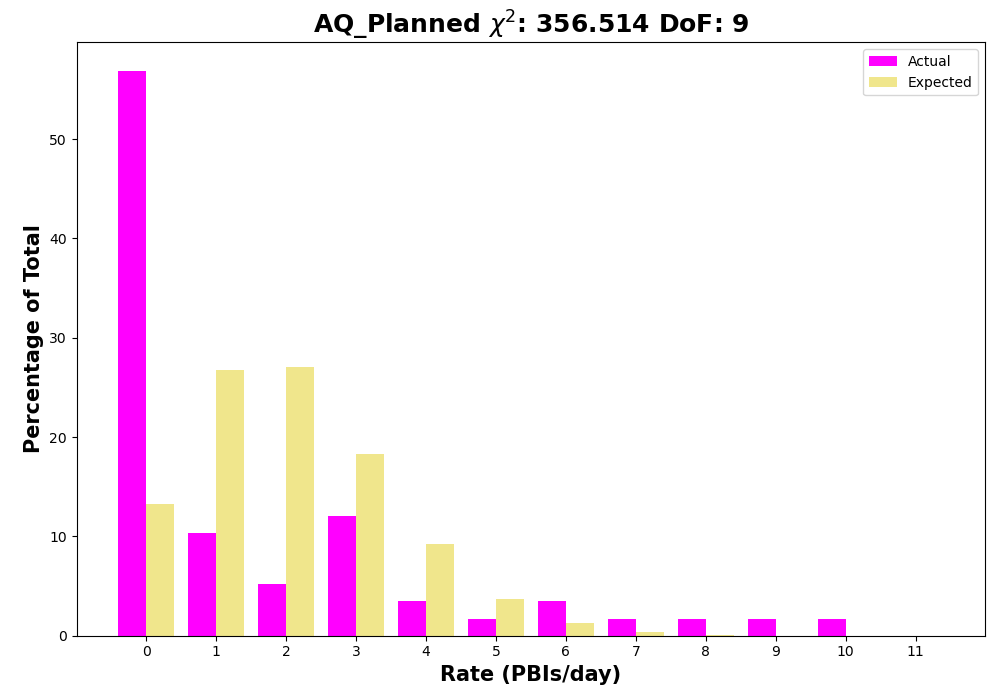 AQ_Planned χ²: 356.514 DoF: 9
Actual
Expected
Percentage of Total
50
40
30
20
10
0
0 1 2 3 4 5 6 7 8 9 10 11
Rate (PBIs/day)